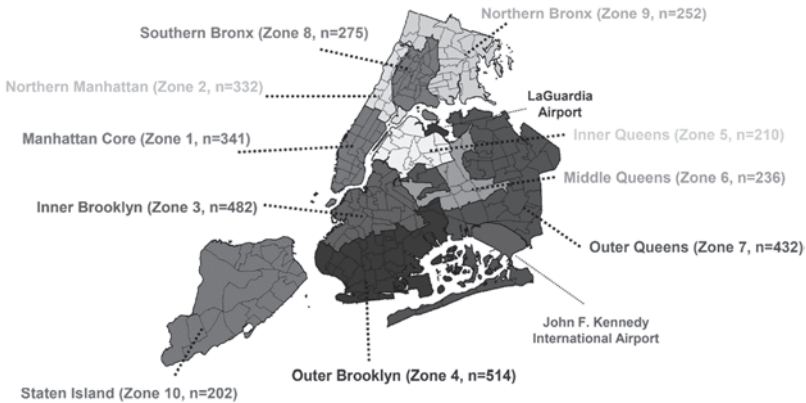 Northern Bronx (Zone 9, n=252)
Southern Bronx (Zone 8, n=275)
Northern Manhattan (Zone 2, n=332)
LaGuardia
Airport
Manhattan Core (Zone 1, n=341)
Inner Queens (Zone 5, n=210)
Middle Queens (Zone 6, n=236)
Inner Brooklyn (Zone 3, n=482)
Outer Queens (Zone 7, n=432)
John F. Kennedy
International Airport
Outer Brooklyn (Zone 4, n=514)
Staten Island (Zone 10, n=202)